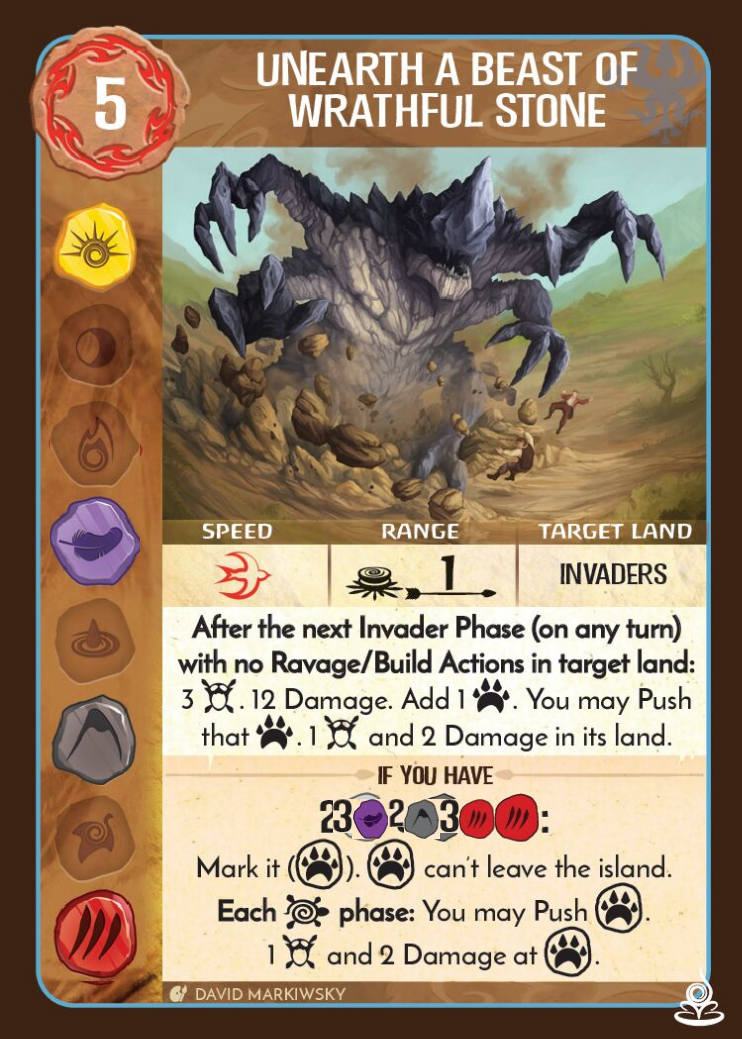 5
UNEARTH A BEAST OF
WRATHFUL STONE
SPEED RANGE TARGET LAND
1 INVADERS
After the next Invader Phase (on any turn)
with no Ravage/Build Actions in target land:
3 . 12 Damage. Add 1 . You may Push
that . 1 and 2 Damage in its land.
IF YOU HAVE
23 2 3 :
Mark it ( ). can't leave the island.
Each phase: You may Push .
1 and 2 Damage at .
DAVID MARKIWSKY